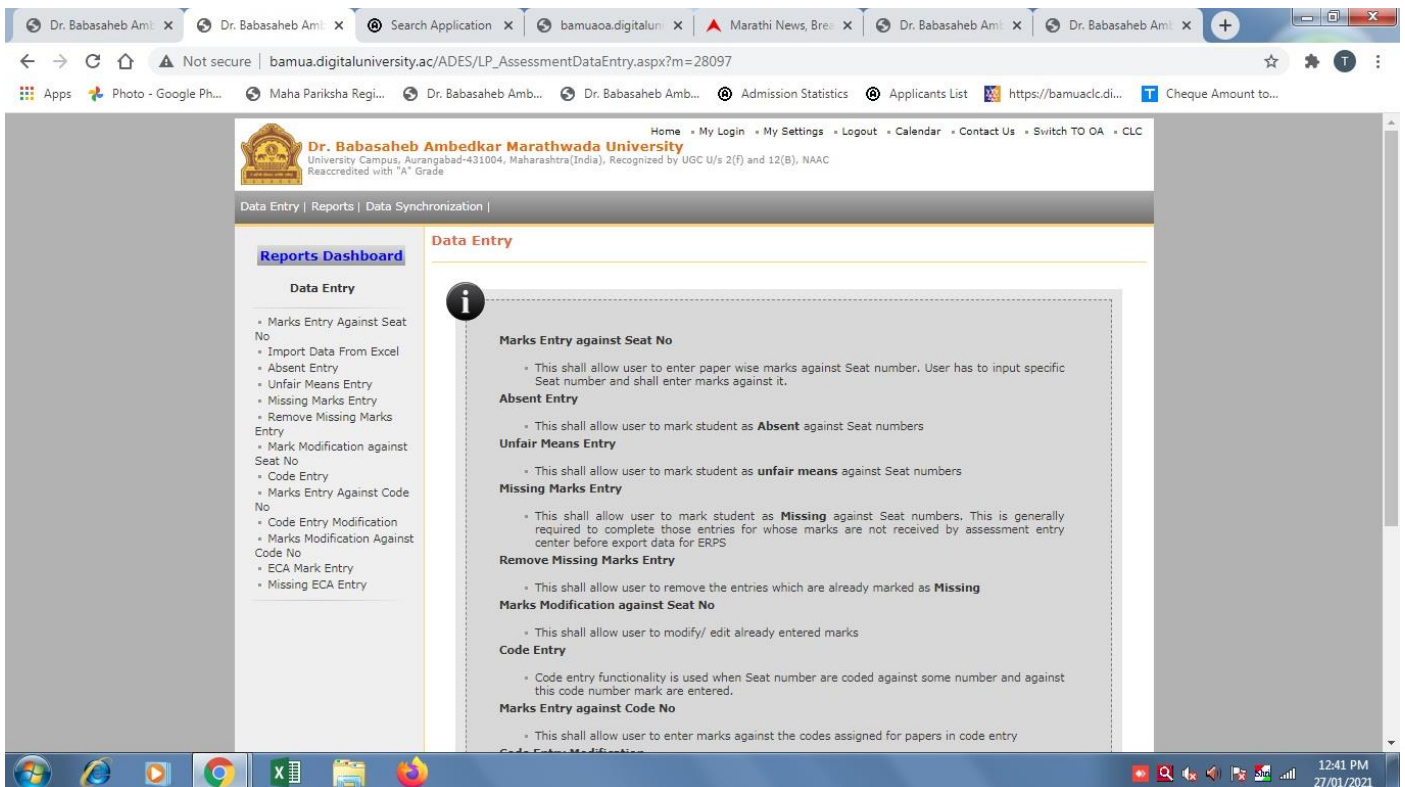 Dr. Babasaheb Amb
Dr. Babasaheb Amb
Search Application
bamuaoa.digitaluni
Marathi News, Brea
Dr. Babasaheb Amb
Dr. Babasaheb Amb
Not secure | bamua.digitaluniversity.ac/ADES/LP_AssessmentDataEntry.aspx?m=28097
T
Apps
Photo - Google Ph...
Maha Pariksha Regi...
Dr. Babasaheb Amb...
Dr. Babasaheb Amb...
Admission Statistics
Applicants List
https://bamuaclc.di...
T Cheque Amount to...
Home
My Login
My Settings
Logout
Calendar
Contact Us
Switch TO OA
CLC
Dr. Babasaheb Ambedkar Marathwada University
University Campus, Aurangabad-431004, Maharashtra(India), Recognized by UGC U/s 2(f) and 12(B), NAAC
Reaccredited with "A" Grade
Data Entry | Reports | Data Synchronization |
Reports Dashboard
Data Entry
Marks Entry Against Seat
No
Import Data From Excel
Absent Entry
Unfair Means Entry
Missing Marks Entry
Remove Missing Marks
Entry
Mark Modification against
Seat No
Code Entry
Marks Entry Against Code
No
Code Entry Modification
Marks Modification Against
Code No
ECA Mark Entry
Missing ECA Entry
Data Entry
i
Marks Entry against Seat No
This shall allow user to enter paper wise marks against Seat number. User has to input specific
Seat number and shall enter marks against it.
Absent Entry
This shall allow user to mark student as Absent against Seat numbers
Unfair Means Entry
This shall allow user to mark student as unfair means against Seat numbers
Missing Marks Entry
This shall allow user to mark student as Missing against Seat numbers. This is generally
required to complete those entries for whose marks are not received by assessment entry
center before export data for ERPS
Remove Missing Marks Entry
This shall allow user to remove the entries which are already marked as Missing
Marks Modification against Seat No
This shall allow user to modify/ edit already entered marks
Code Entry
Code entry functionality is used when Seat number are coded against some number and against
this code number mark are entered.
Marks Entry against Code No
This shall allow user to enter marks against the codes assigned for papers in code entry
Code Entry Modification
12:41 PM
27/01/2021